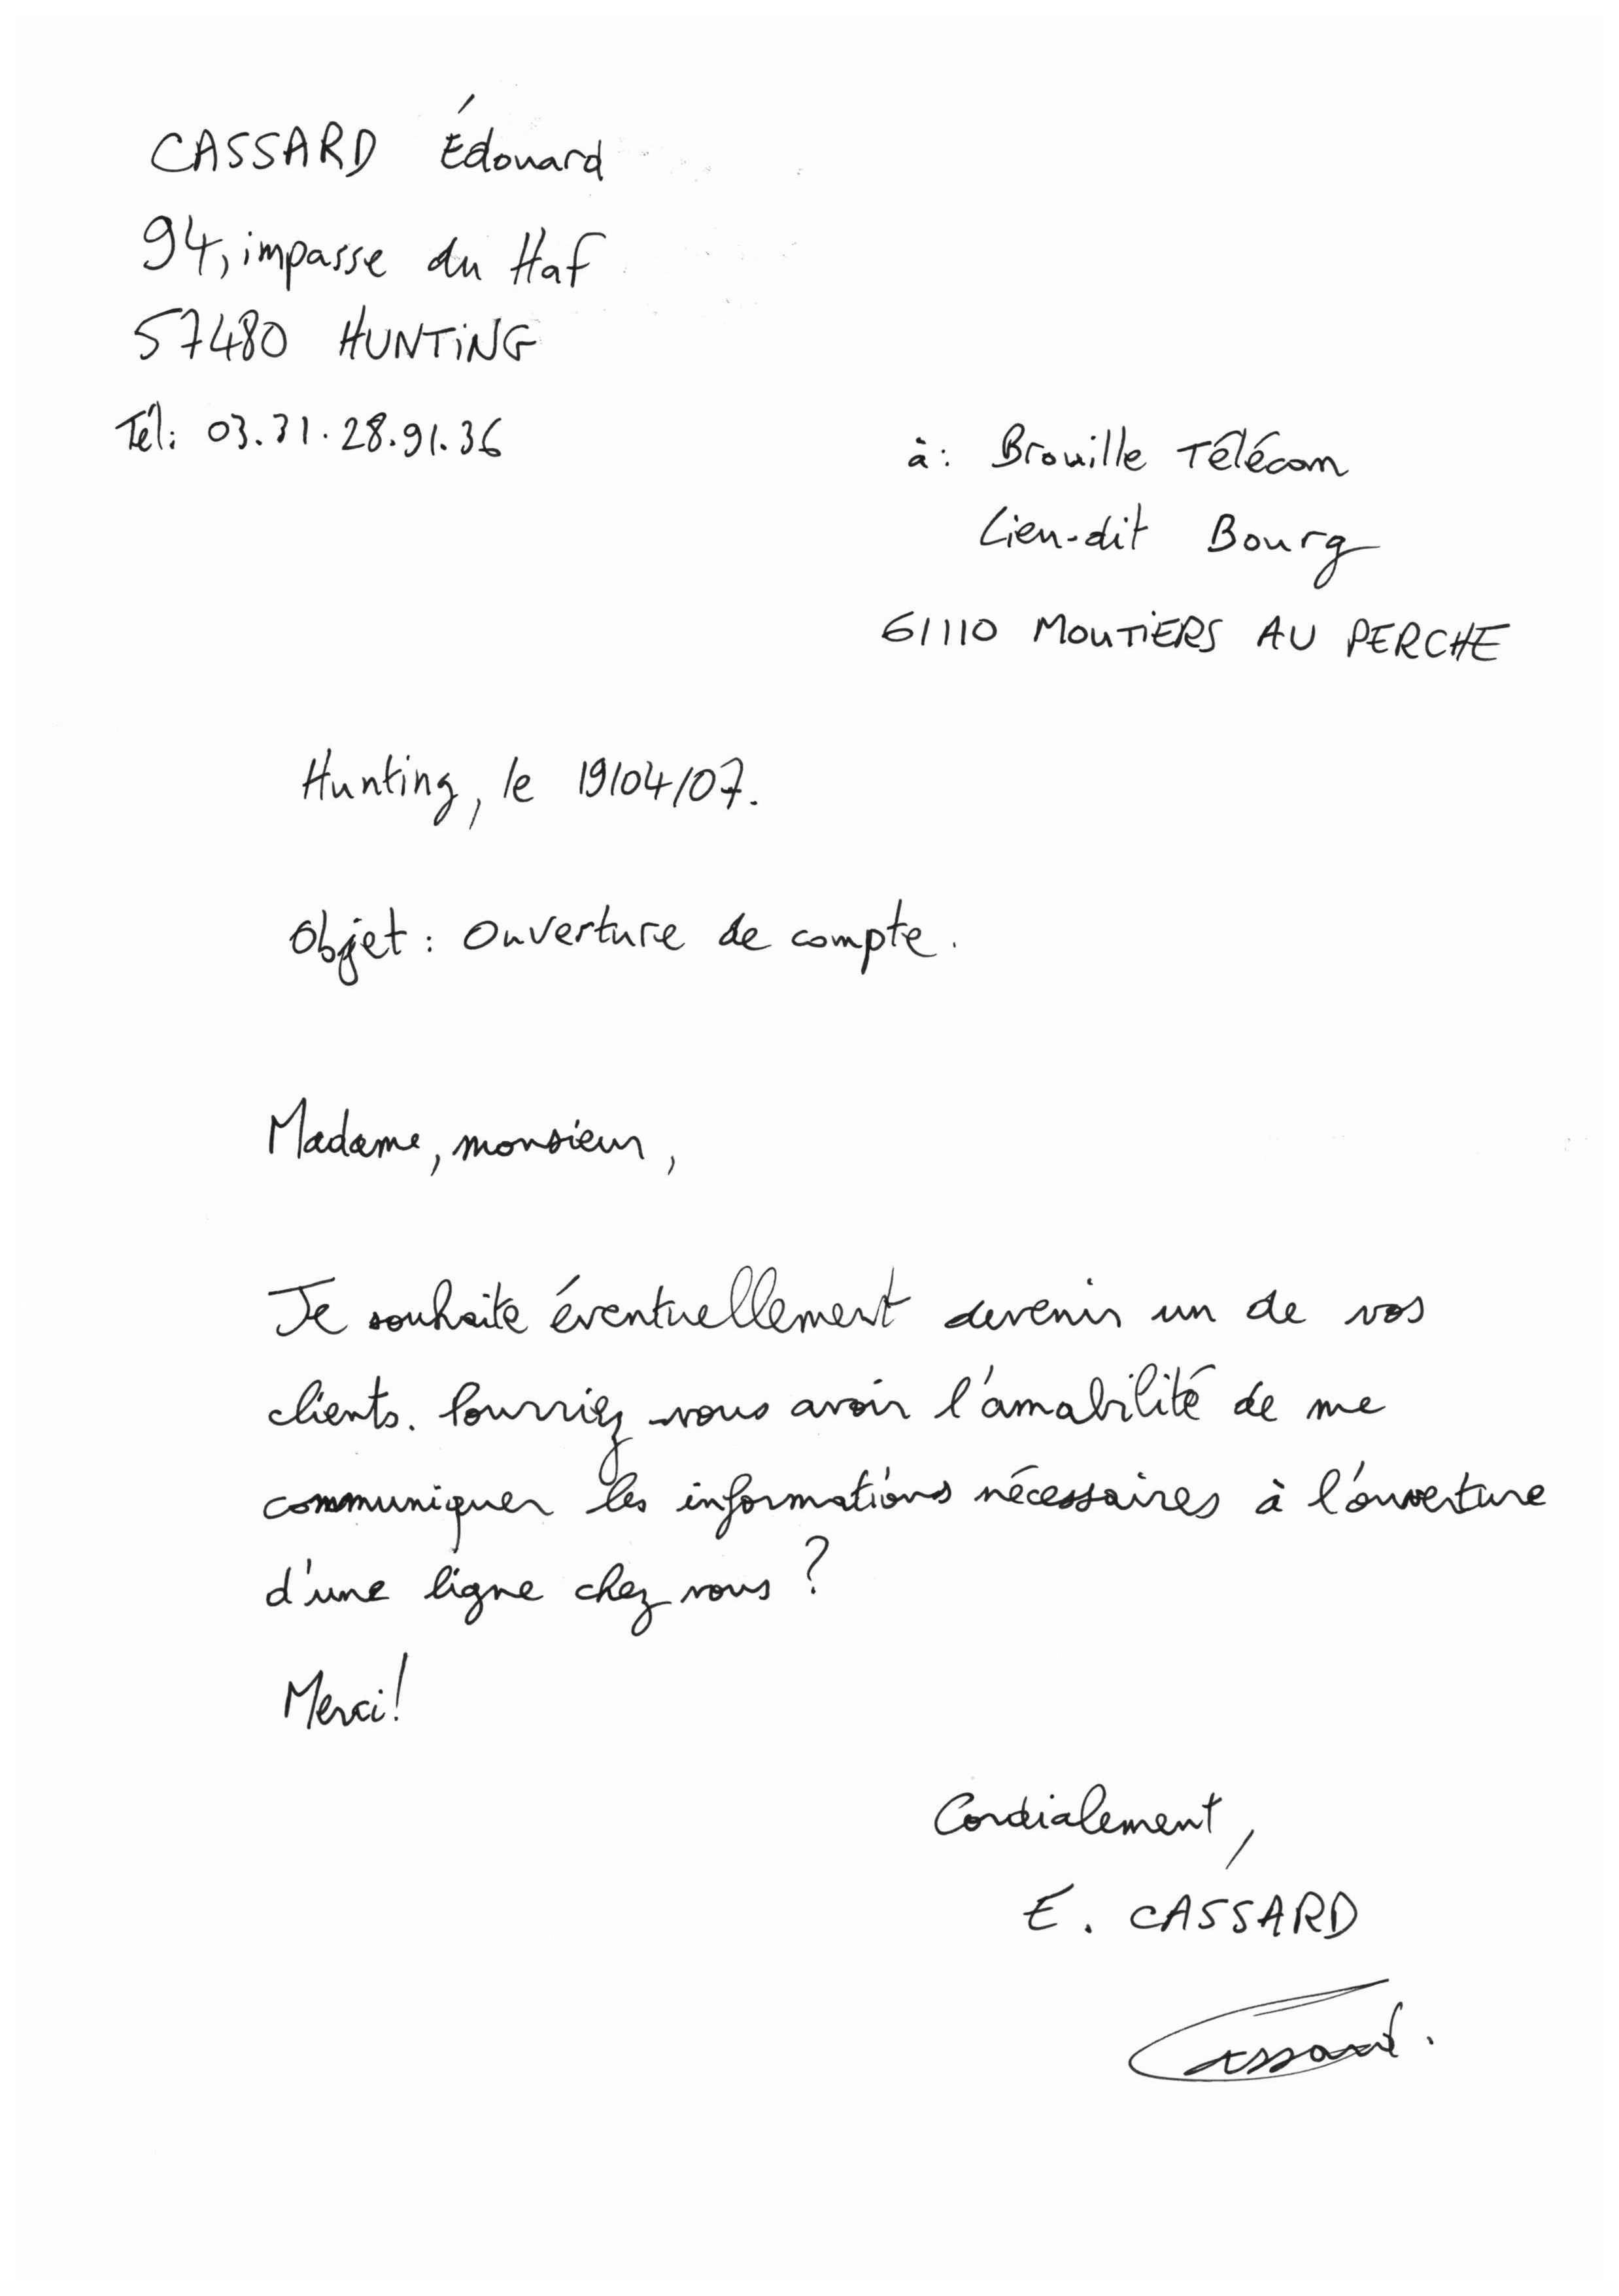 CASSARD Édouard
94, impasse du Haf
57480 HUNTiNG
Tél: 03.31.28.91.36
à: Brouille Télécom
Lieu-dit Bourg
61110 MOUTiERS AU PERCHE
Hunting, le 19/04/07.
Objet : Ouverture de compte.
Madame, monsieur,
Je souhaite éventuellement devenir un de vos
clients. Pourriez-vous avoir l'amabilité de me
communiquer les informations nécessaires à l'ouverture
d'une ligne chez vous ?
Merci!
Cordialement,
E. CASSARD
Cassard.